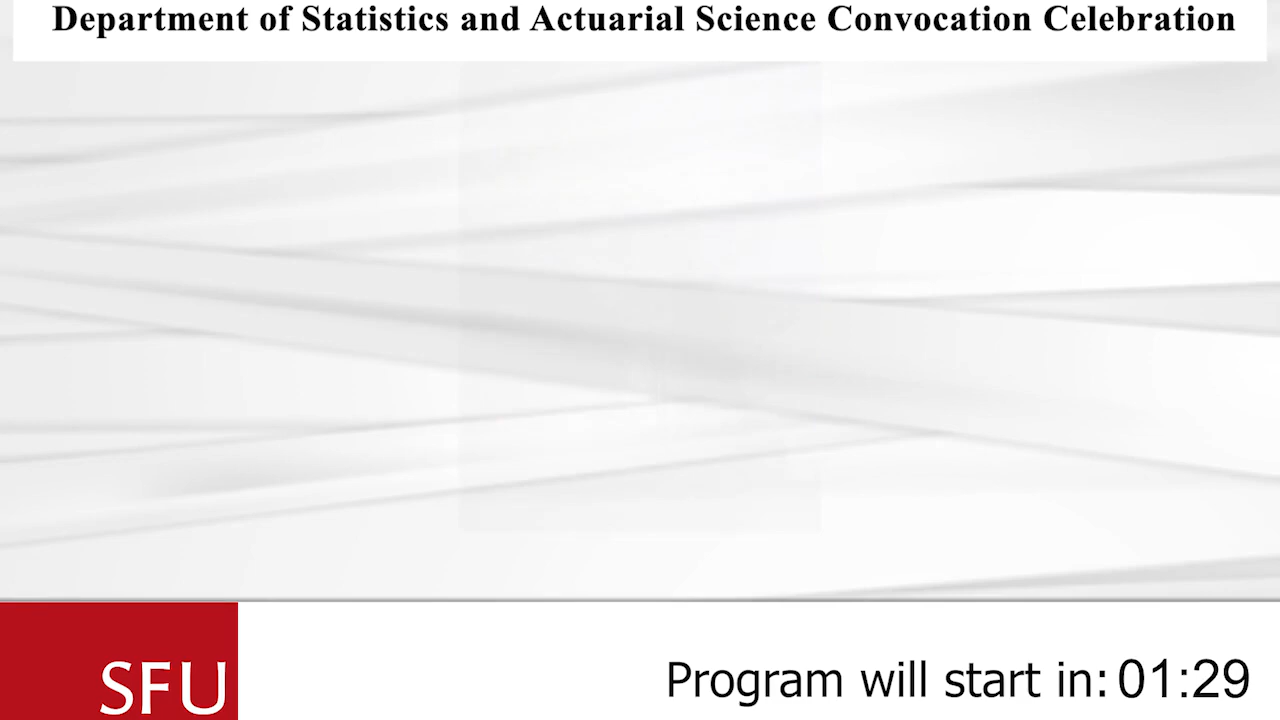 Department of Statistics and Actuarial Science Convocation Celebration
SFU
Program will start in: 01:29